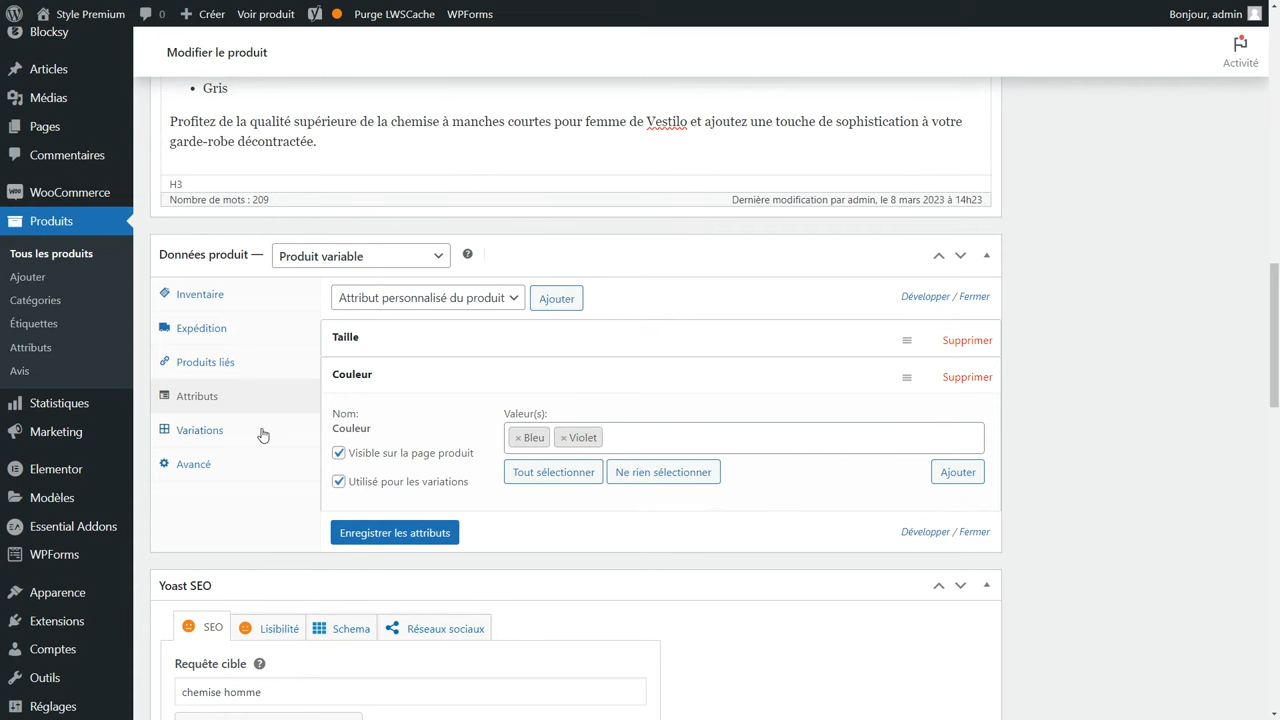 Style Premium
0
Créer
Voir produit
Purge LWSCache
WPForms
Bonjour, admin
Blocksy
Articles
Médias
Pages
Commentaires
WooCommerce
Produits
Tous les produits
Ajouter
Catégories
Étiquettes
Attributs
Avis
Statistiques
Marketing
Elementor
Modèles
Essential Addons
WPForms
Apparence
Extensions
Comptes
Outils
Réglages
Modifier le produit
Activité
• Gris
Profitez de la qualité supérieure de la chemise à manches courtes pour femme de Vestilo et ajoutez une touche de sophistication à votre
garde-robe décontractée.
H3
Nombre de mots : 209
Dernière modification par admin, le 8 mars 2023 à 14h23
Données produit —
Produit variable
Inventaire
Expédition
Produits liés
Attributs
Variations
Avancé
Attribut personnalisé du produit
Ajouter
Développer / Fermer
Taille
Supprimer
Couleur
Supprimer
Nom:
Couleur
Visible sur la page produit
Utilisé pour les variations
Valeur(s):
× Bleu
× Violet
Tout sélectionner
Ne rien sélectionner
Ajouter
Enregistrer les attributs
Développer / Fermer
Yoast SEO
SEO
Lisibilité
Schema
Réseaux sociaux
Requête cible
chemise homme